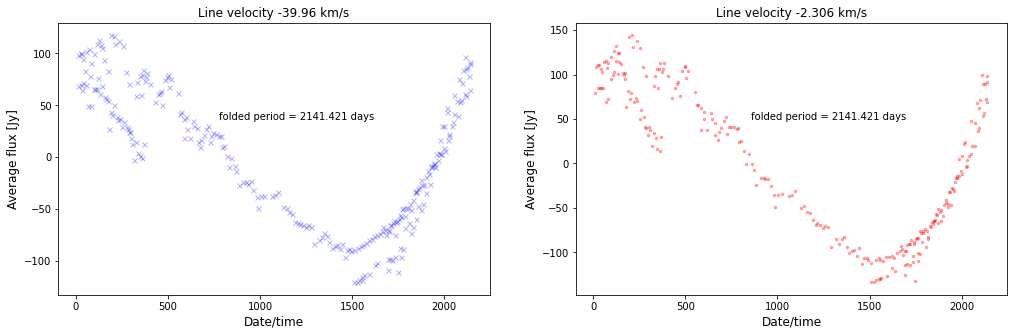 Line velocity -39.96 km/s
Average flux [Jy]
100
50
0
−50
−100
folded period = 2141.421 days
0 500 1000 1500 2000
Date/time
Line velocity -2.306 km/s
Average flux [Jy]
150
100
50
0
−50
−100
folded period = 2141.421 days
0 500 1000 1500 2000
Date/time